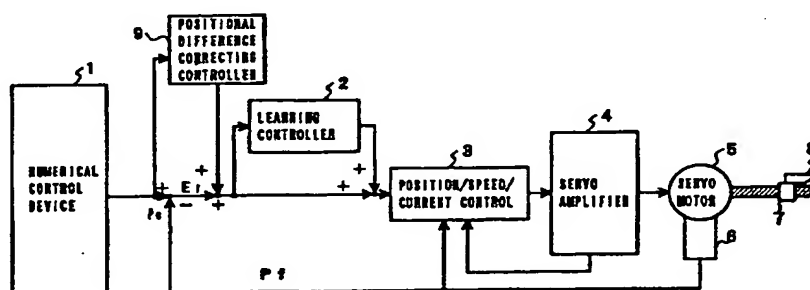 9
POSITIONAL
DIFFERENCE
CORRECTING
CONTROLLER
1
NUMERICAL
CONTROL
DEVICE
2
LEARNING
CONTROLLER
3
POSITION/SPEED/
CURRENT CONTROL
4
SERVO
AMPLIFIER
5
SERVO
MOTOR
6
7
8
+
-
Er
+
+
+
+
Pf